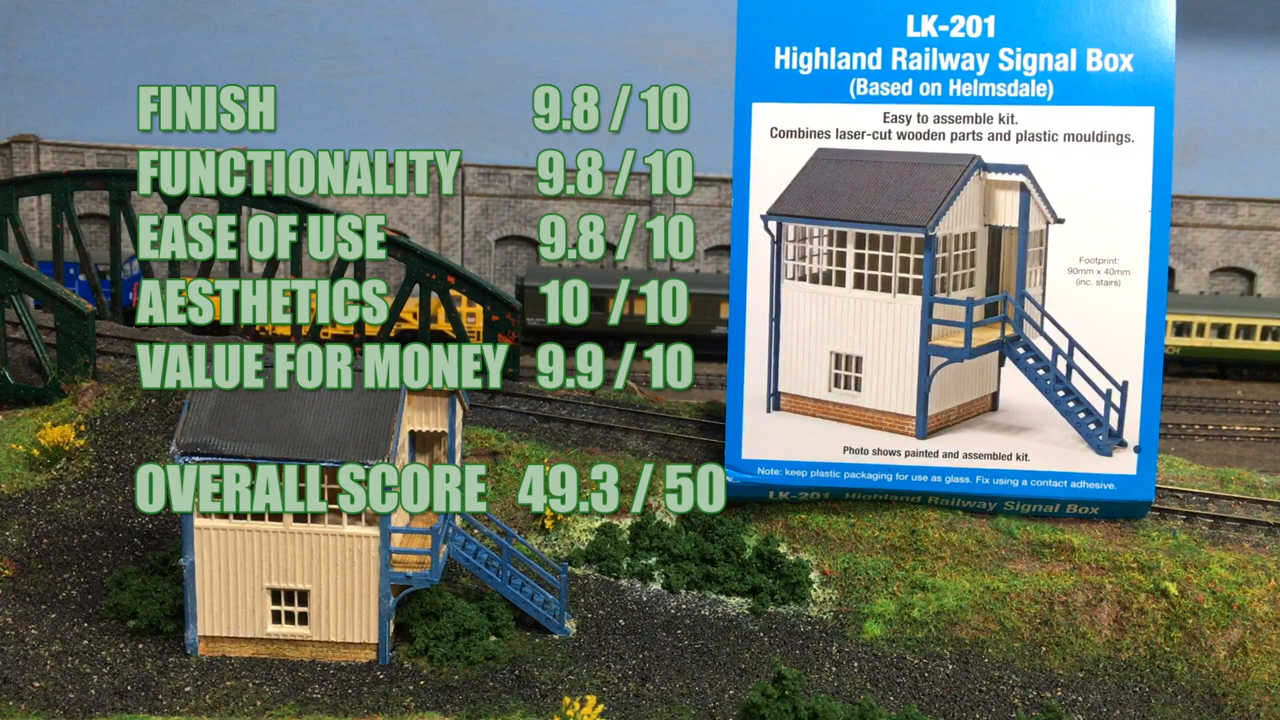 FINISH 9.8 / 10
FUNCTIONALITY 9.8 / 10
EASE OF USE 9.8 / 10
AESTHETICS 10 / 10
VALUE FOR MONEY 9.9 / 10
OVERALL SCORE 49.3 / 50
LK-201
Highland Railway Signal Box
(Based on Helmsdale)
Easy to assemble kit.
Combines laser-cut wooden parts and plastic mouldings.
Footprint:
90mm x 40mm
(inc. stairs)
Photo shows painted and assembled kit.
Note: keep plastic packaging for use as glass. Fix using a contact adhesive.
LK-201 Highland Railway Signal Box